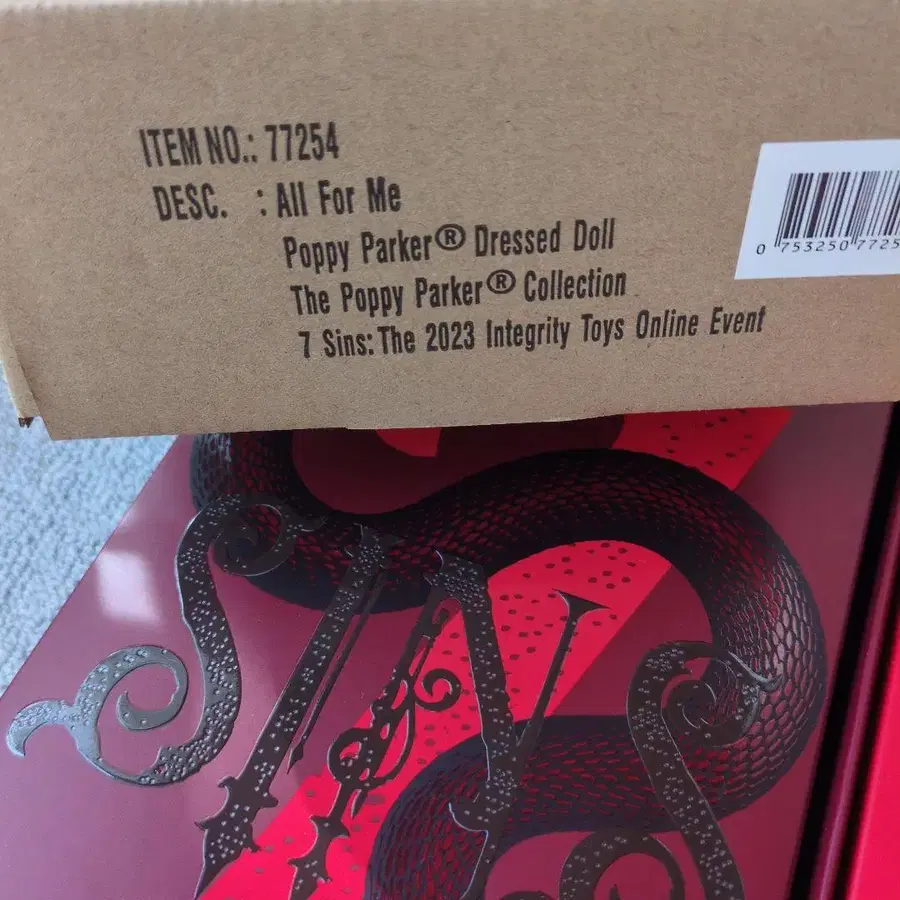 ITEM NO.: 77254
DESC. : All For Me
Poppy Parker® Dressed Doll
The Poppy Parker® Collection
7 Sins: The 2023 Integrity Toys Online Event
0 753250 7725